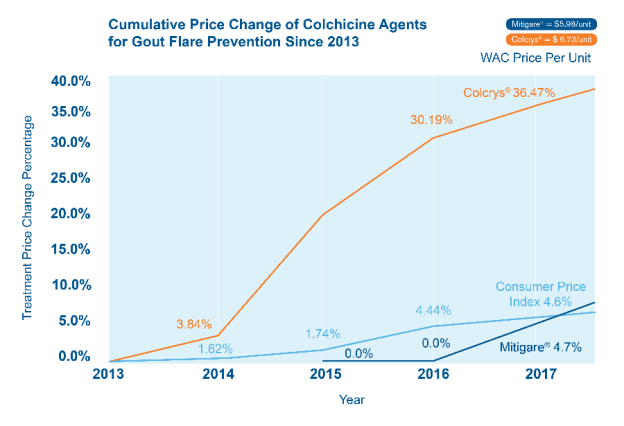 Cumulative Price Change of Colchicine Agents
for Gout Flare Prevention Since 2013
Mitigare® = $5.98/unit
Colcrys® = $ 6.73/unit
WAC Price Per Unit
Treatment Price Change Percentage
40.0%
35.0%
30.0%
25.0%
20.0%
15.0%
10.0%
5.0%
0.0%
Colcrys® 36.47%
30.19%
3.84%
1.62%
1.74%
4.44%
Consumer Price
Index 4.6%
0.0%
0.0%
Mitigare® 4.7%
2013
2014
2015
2016
2017
Year